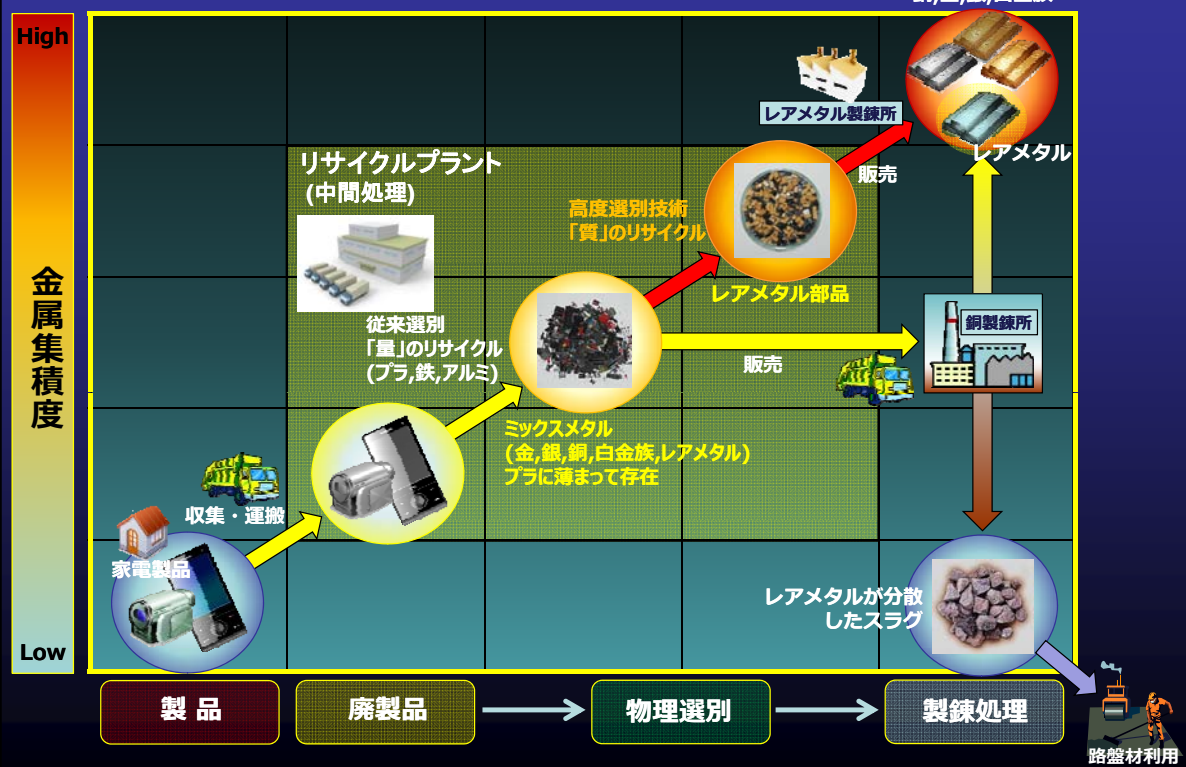 High
レアメタル製錬所
レアメタル
販売
リサイクルプラント
(中間処理)
高度選別技術
「質」のリサイクル
レアメタル部品
金属集積度
従来選別
「量」のリサイクル
(プラ,鉄,アルミ)
銅製錬所
販売
ミックスメタル
(金,銀,銅,白金族,レアメタル)
プラに薄まって存在
収集・運搬
家電製品
レアメタルが分散
したスラグ
Low
製 品
廃製品
物理選別
製錬処理
路盤材利用